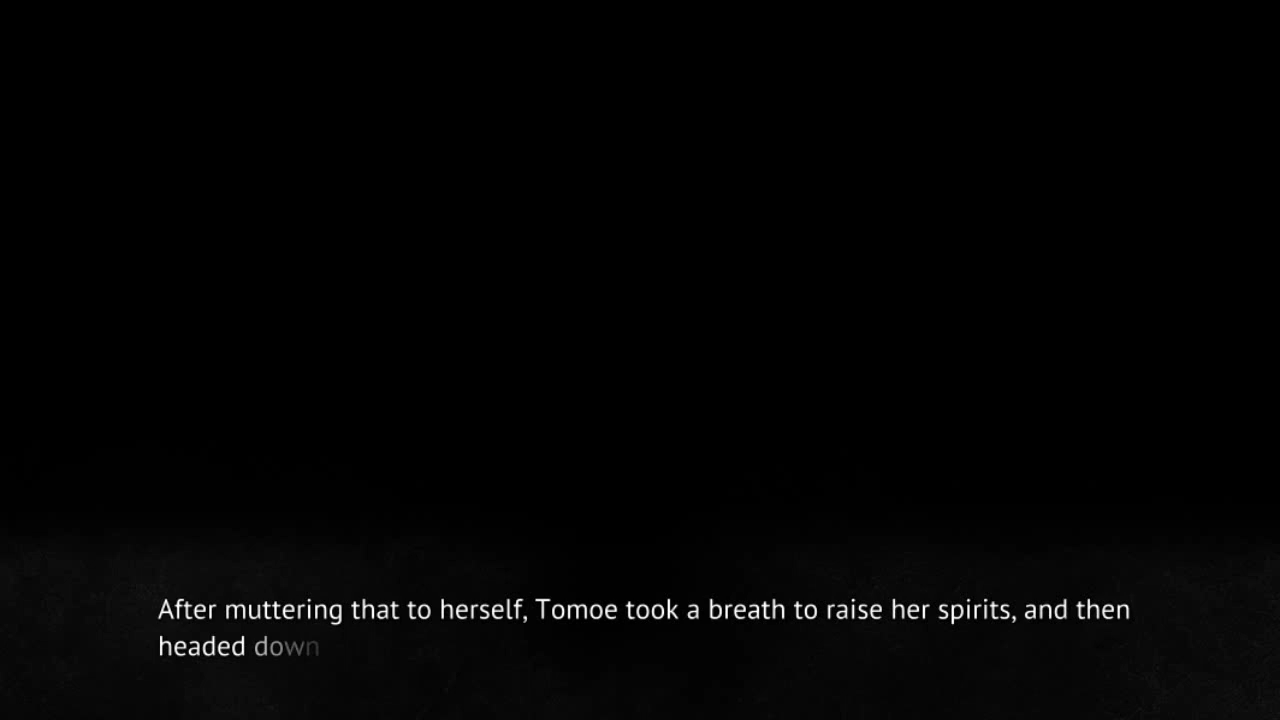 After muttering that to herself, Tomoe took a breath to raise her spirits, and then
headed down